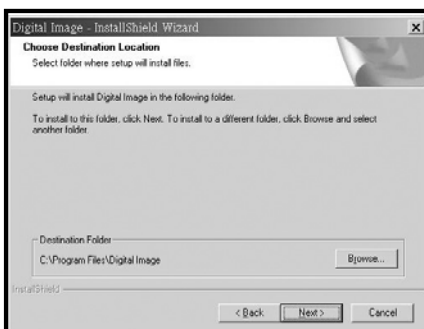 Digital Image - InstallShield Wizard
Choose Destination Location
Select folder where setup will install files.
Setup will install Digital Image in the following folder.
To install to this folder, click Next. To install to a different folder, click Browse and select
another folder.
Destination Folder
C:\Program Files\Digital Image
Browse...
InstallShield
< Back
Next >
Cancel